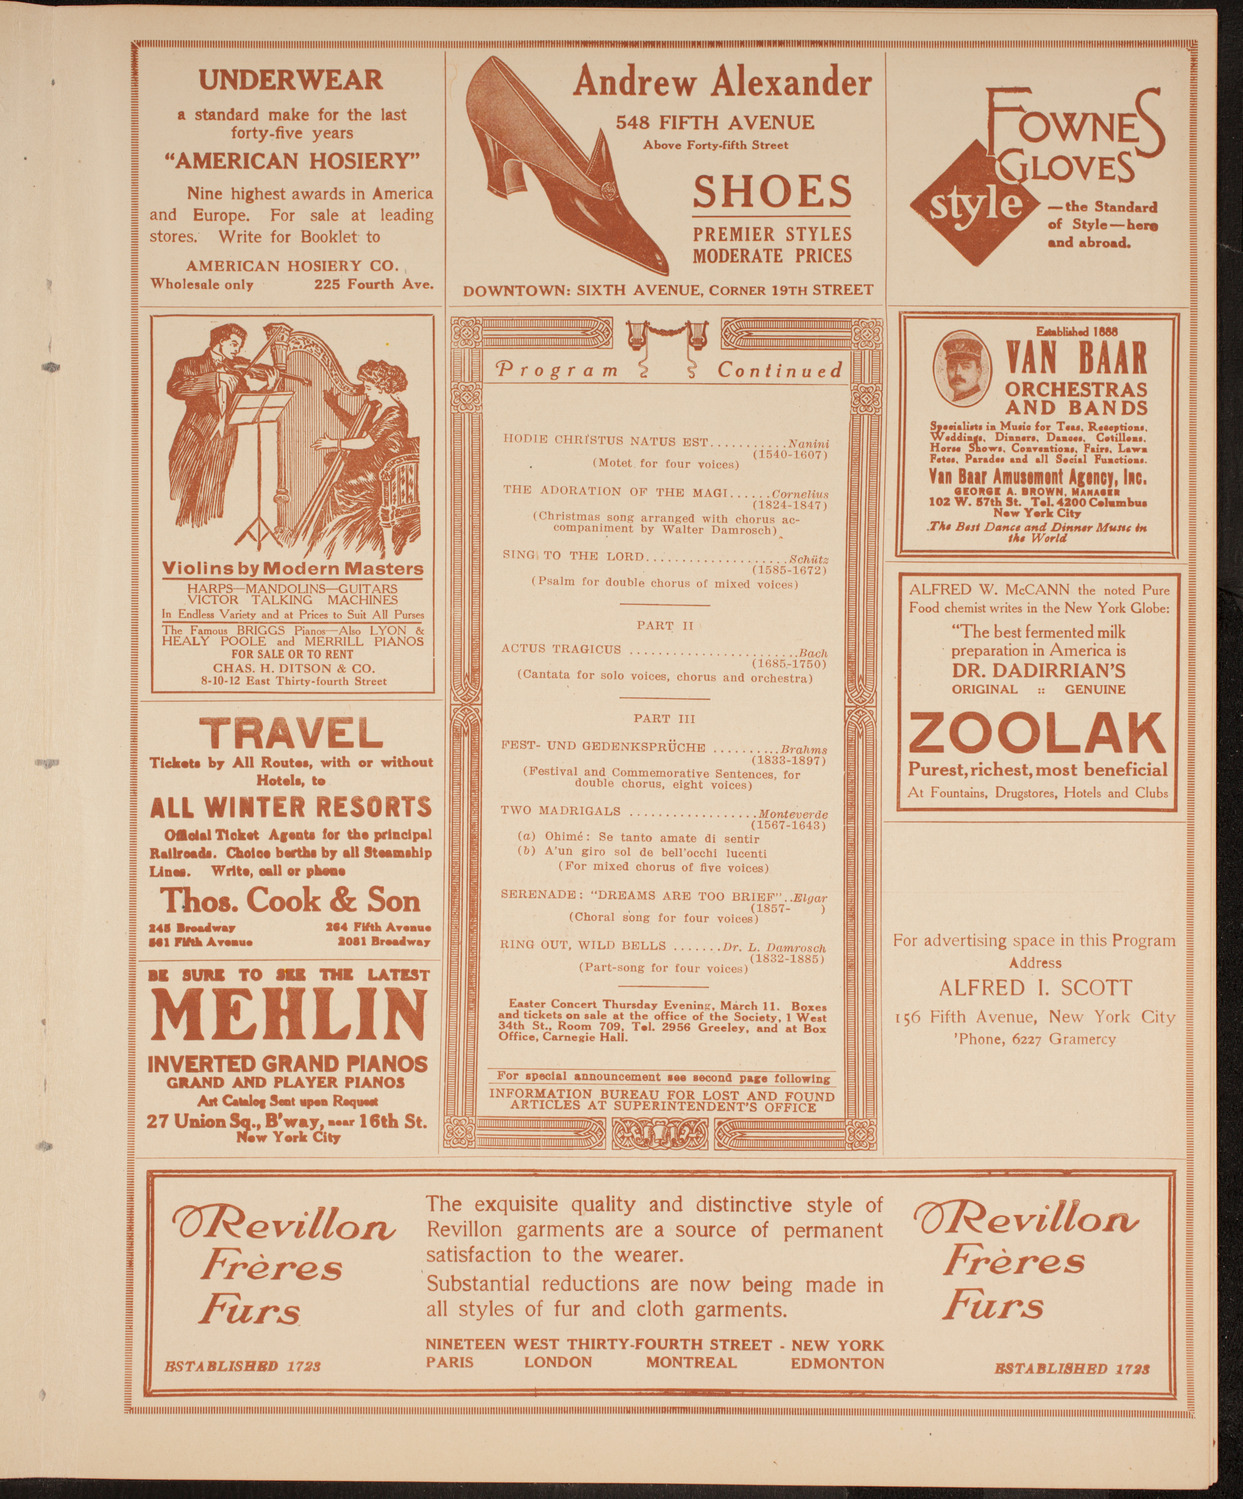 UNDERWEAR
a standard make for the last
forty-five years
"AMERICAN HOSIERY"
Nine highest awards in America
and Europe. For sale at leading
stores. Write for Booklet to
AMERICAN HOSIERY CO.
Wholesale only 225 Fourth Ave.
Andrew Alexander
548 FIFTH AVENUE
Above Forty-fifth Street
SHOES
PREMIER STYLES
MODERATE PRICES
DOWNTOWN: SIXTH AVENUE, CORNER 19TH STREET
FOWNES
GLOVES
style
—the Standard
of Style—here
and abroad.
Violins by Modern Masters
HARPS—MANDOLINS—GUITARS
VICTOR TALKING MACHINES
In Endless Variety and at Prices to Suit All Purses
The Famous BRIGGS Pianos—Also LYON &
HEALY POOLE and MERRILL PIANOS
FOR SALE OR TO RENT
CHAS. H. DITSON & CO.
8-10-12 East Thirty-fourth Street
TRAVEL
Tickets by All Routes, with or without
Hotels, to
ALL WINTER RESORTS
Official Ticket Agents for the principal
Railroads. Choice berths by all Steamship
Lines. Write, call or phone
Thos. Cook & Son
245 Broadway 264 Fifth Avenue
561 Fifth Avenue 2081 Broadway
BE SURE TO SEE THE LATEST
MEHLIN
INVERTED GRAND PIANOS
GRAND AND PLAYER PIANOS
Art Catalog Sent upon Request
27 Union Sq., B'way, near 16th St.
New York City
Program Continued
HODIE CHRISTUS NATUS EST...........Nanini
(1540-1607)
(Motet for four voices)
THE ADORATION OF THE MAGI......Cornelius
(1824-1847)
(Christmas song arranged with chorus ac-
companiment by Walter Damrosch)
SING TO THE LORD....................Schütz
(1585-1672)
(Psalm for double chorus of mixed voices)
PART II
ACTUS TRAGICUS ........................Bach
(1685-1750)
(Cantata for solo voices, chorus and orchestra)
PART III
FEST- UND GEDENKSPRÜCHE ..........Brahms
(1833-1897)
(Festival and Commemorative Sentences, for
double chorus, eight voices)
TWO MADRIGALS ..................Monteverde
(1567-1643)
(a) Ohimé: Se tanto amate di sentir
(b) A'un giro sol de bell'occhi lucenti
(For mixed chorus of five voices)
SERENADE: "DREAMS ARE TOO BRIEF"..Elgar
(1857- )
(Choral song for four voices)
RING OUT, WILD BELLS .......Dr. L. Damrosch
(1832-1885)
(Part-song for four voices)
Easter Concert Thursday Evening, March 11. Boxes
and tickets on sale at the office of the Society, 1 West
34th St., Room 709, Tel. 2956 Greeley, and at Box
Office, Carnegie Hall.
For special announcement see second page following
INFORMATION BUREAU FOR LOST AND FOUND
ARTICLES AT SUPERINTENDENT'S OFFICE
Established 1888
VAN BAAR
ORCHESTRAS
AND BANDS
Specialists in Music for Teas, Receptions,
Weddings, Dinners, Dances, Cotillons,
Horse Shows, Conventions, Fairs, Lawn
Fetes, Parades and all Social Functions.
Van Baar Amusement Agency, Inc.
GEORGE A. BROWN, MANAGER
102 W. 57th St. Tel. 4200 Columbus
New York City
The Best Dance and Dinner Music in
the World
ALFRED W. McCANN the noted Pure
Food chemist writes in the New York Globe:
"The best fermented milk
preparation in America is
DR. DADIRRIAN'S
ORIGINAL :: GENUINE
ZOOLAK
Purest, richest, most beneficial
At Fountains, Drugstores, Hotels and Clubs
For advertising space in this Program
Address
ALFRED I. SCOTT
156 Fifth Avenue, New York City
'Phone, 6227 Gramercy
Revillon
Frères
Furs
ESTABLISHED 1723
The exquisite quality and distinctive style of
Revillon garments are a source of permanent
satisfaction to the wearer.
Substantial reductions are now being made in
all styles of fur and cloth garments.
NINETEEN WEST THIRTY-FOURTH STREET - NEW YORK
PARIS LONDON MONTREAL EDMONTON
Revillon
Frères
Furs
ESTABLISHED 1723